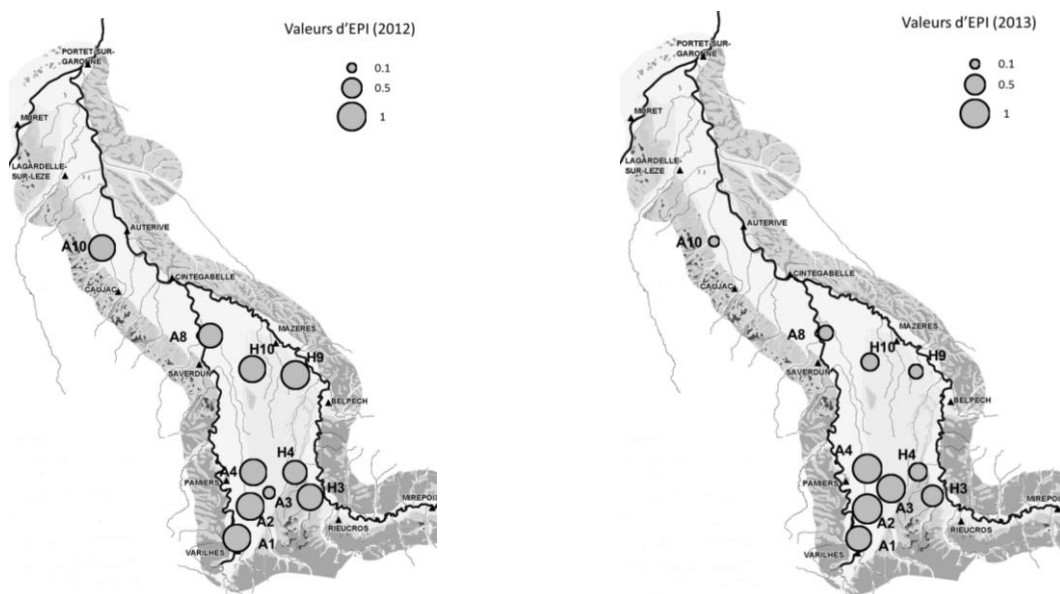 Valeurs d'EPI (2012)
0.1
0.5
1
PORTET-SUR-
GARONNE
MURET
LAGARDELLE-
SUR-LEZE
AUTERIVE
A10
CINTEGABELLE
CAUJAC
A8
MAZERES
H10
H9
SAVERDUN
BELPECH
A4
H4
PAMIERS
A3
H3
MIREPOIX
A2
RIEUCROS
A1
VARILHES
Valeurs d'EPI (2013)
0.1
0.5
1
PORTET-SUR-
GARONNE
MURET
LAGARDELLE-
SUR-LEZE
AUTERIVE
A10
CINTEGABELLE
CAUJAC
A8
MAZERES
H10
H9
SAVERDUN
BELPECH
A4
H4
PAMIERS
A3
H3
MIREPOIX
A2
RIEUCROS
A1
VARILHES